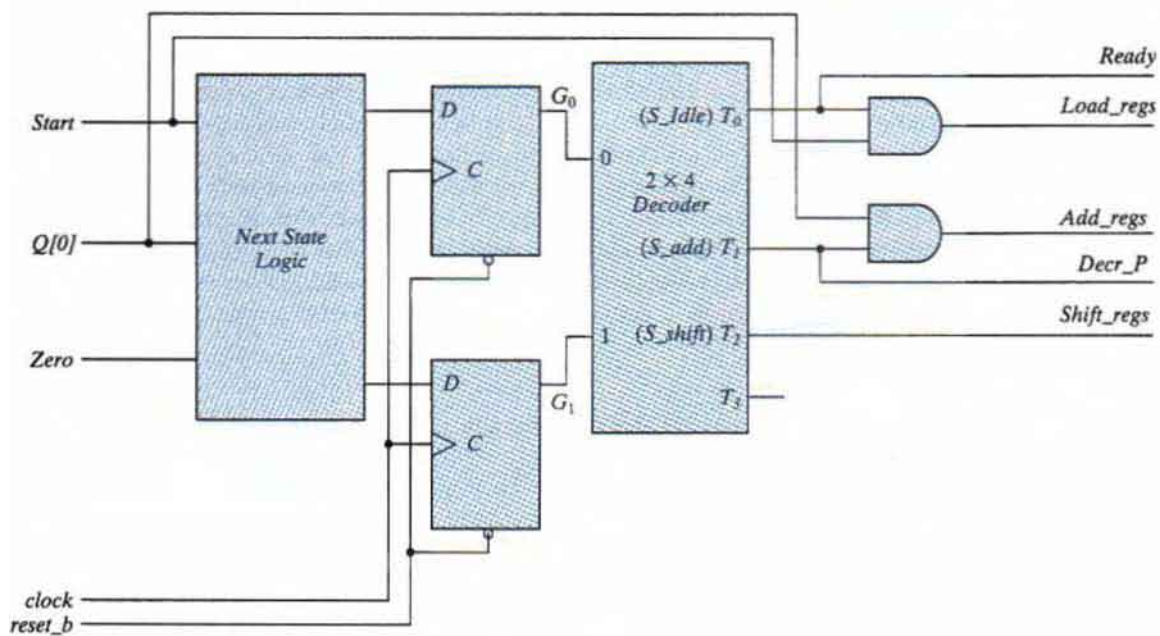 Ready
Start
Q[0]
Zero
clock
reset_b
Next State
Logic
D
C
G₀
D
C
G₁
0
1
2 × 4
Decoder
(S_Idle) T₀
(S_add) T₁
(S_shift) T₂
T₃
Load_regs
Add_regs
Decr_P
Shift_regs